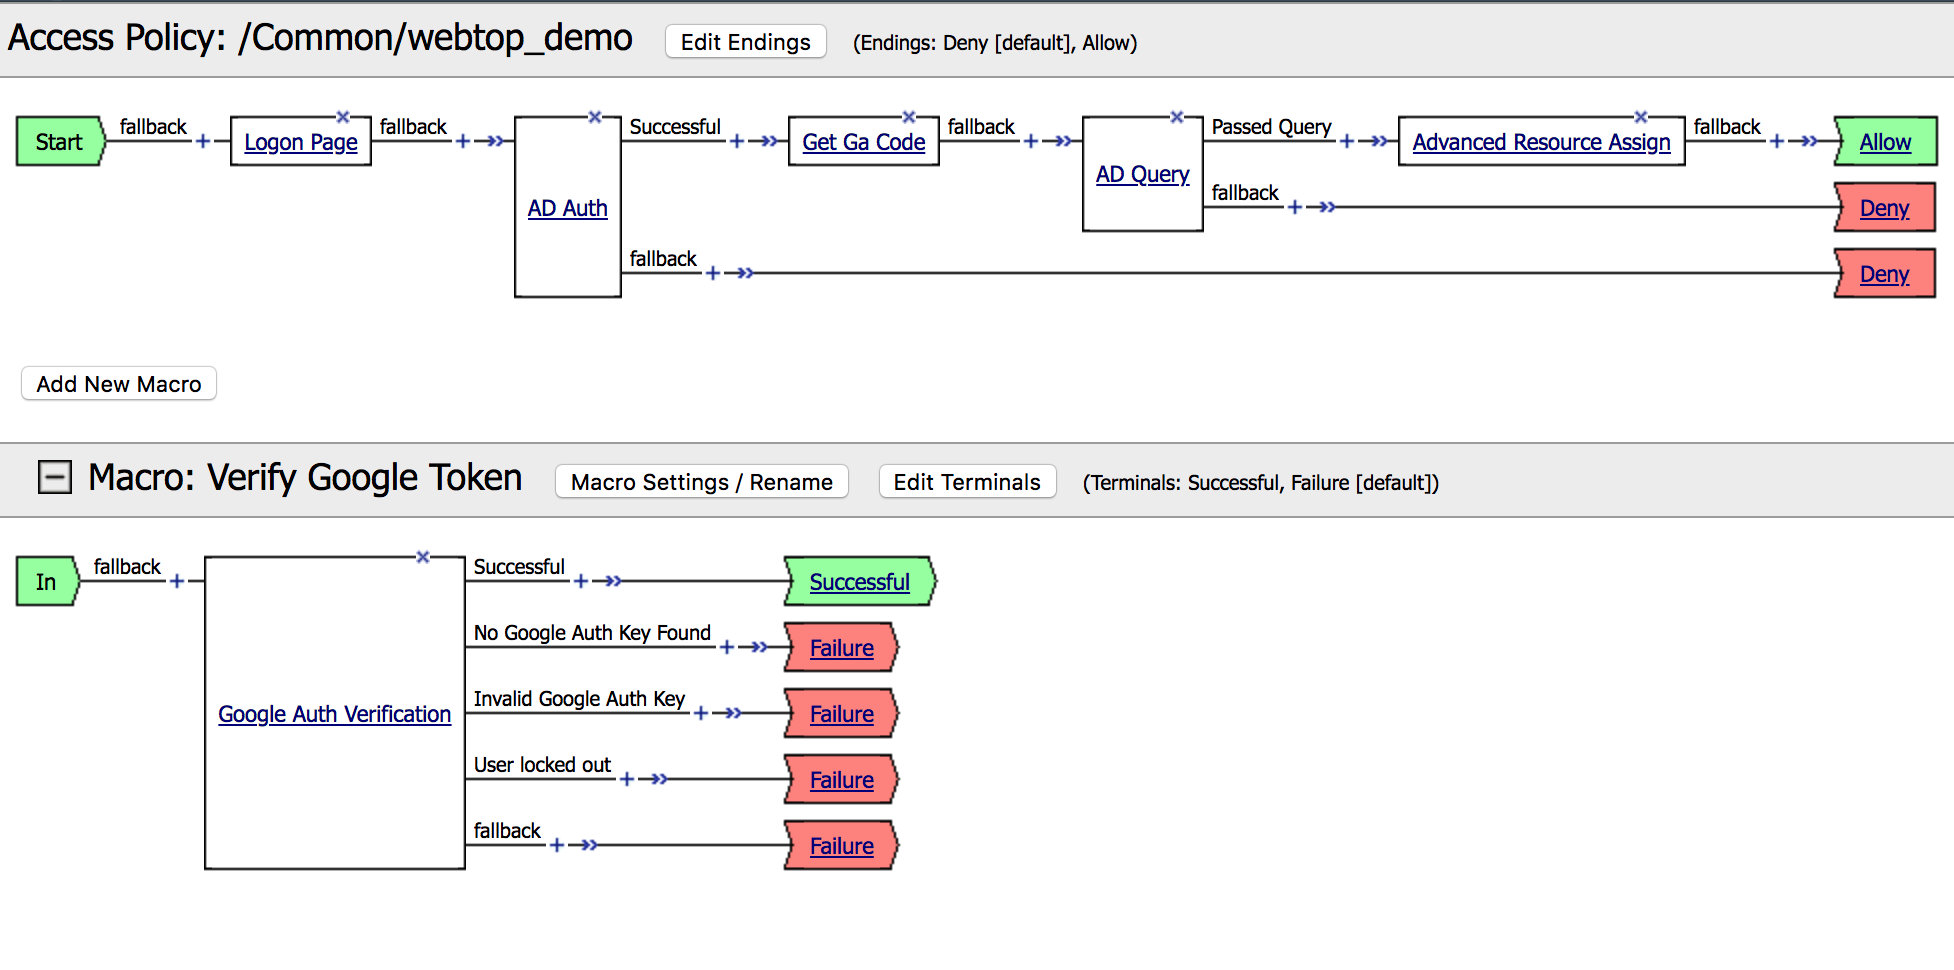 Access Policy: /Common/webtop_demo Edit Endings (Endings: Deny [default], Allow)
Start fallback Logon Page fallback AD Auth Successful Get Ga Code fallback AD Query Passed Query Advanced Resource Assign fallback Allow
fallback Deny
fallback Deny
Add New Macro
Macro: Verify Google Token Macro Settings / Rename Edit Terminals (Terminals: Successful, Failure [default])
In fallback Google Auth Verification Successful Successful
No Google Auth Key Found Failure
Invalid Google Auth Key Failure
User locked out Failure
fallback Failure